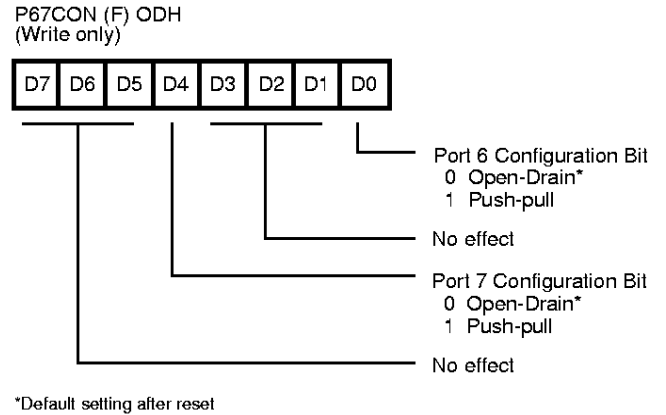 P67CON (F) ODH
(Write only)
D7 D6 D5 D4 D3 D2 D1 D0
Port 6 Configuration Bit
0 Open-Drain*
1 Push-pull
No effect
Port 7 Configuration Bit
0 Open-Drain*
1 Push-pull
No effect
*Default setting after reset